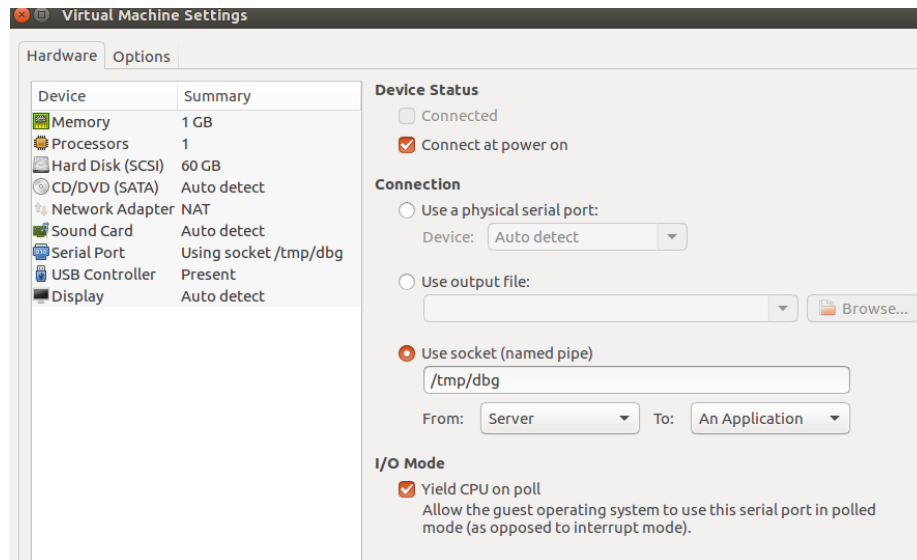 Virtual Machine Settings
Hardware Options
Device Summary
Memory 1 GB
Processors 1
Hard Disk (SCSI) 60 GB
CD/DVD (SATA) Auto detect
Network Adapter NAT
Sound Card Auto detect
Serial Port Using socket /tmp/dbg
USB Controller Present
Display Auto detect
Device Status
Connected
Connect at power on
Connection
Use a physical serial port:
Device: Auto detect
Use output file:
Browse...
Use socket (named pipe)
/tmp/dbg
From: Server To: An Application
I/O Mode
Yield CPU on poll
Allow the guest operating system to use this serial port in polled
mode (as opposed to interrupt mode).